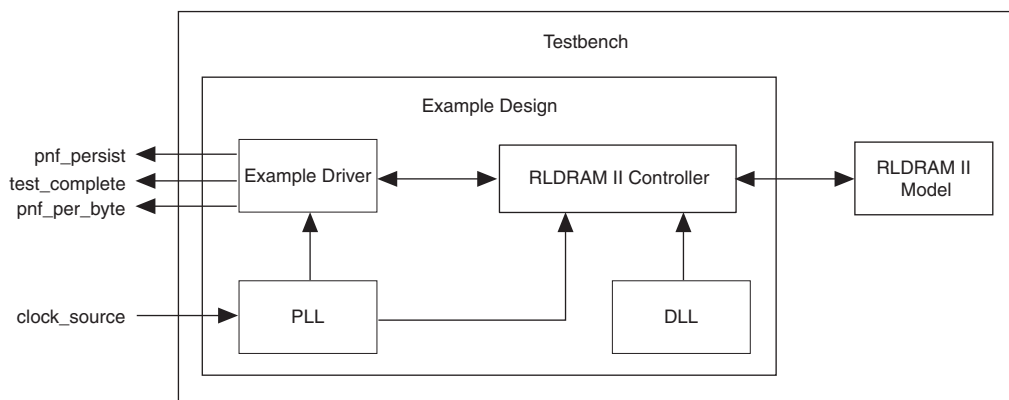 Testbench
Example Design
pnf_persist
test_complete
pnf_per_byte
Example Driver
RLDRAM II Controller
RLDRAM II
Model
clock_source
PLL
DLL